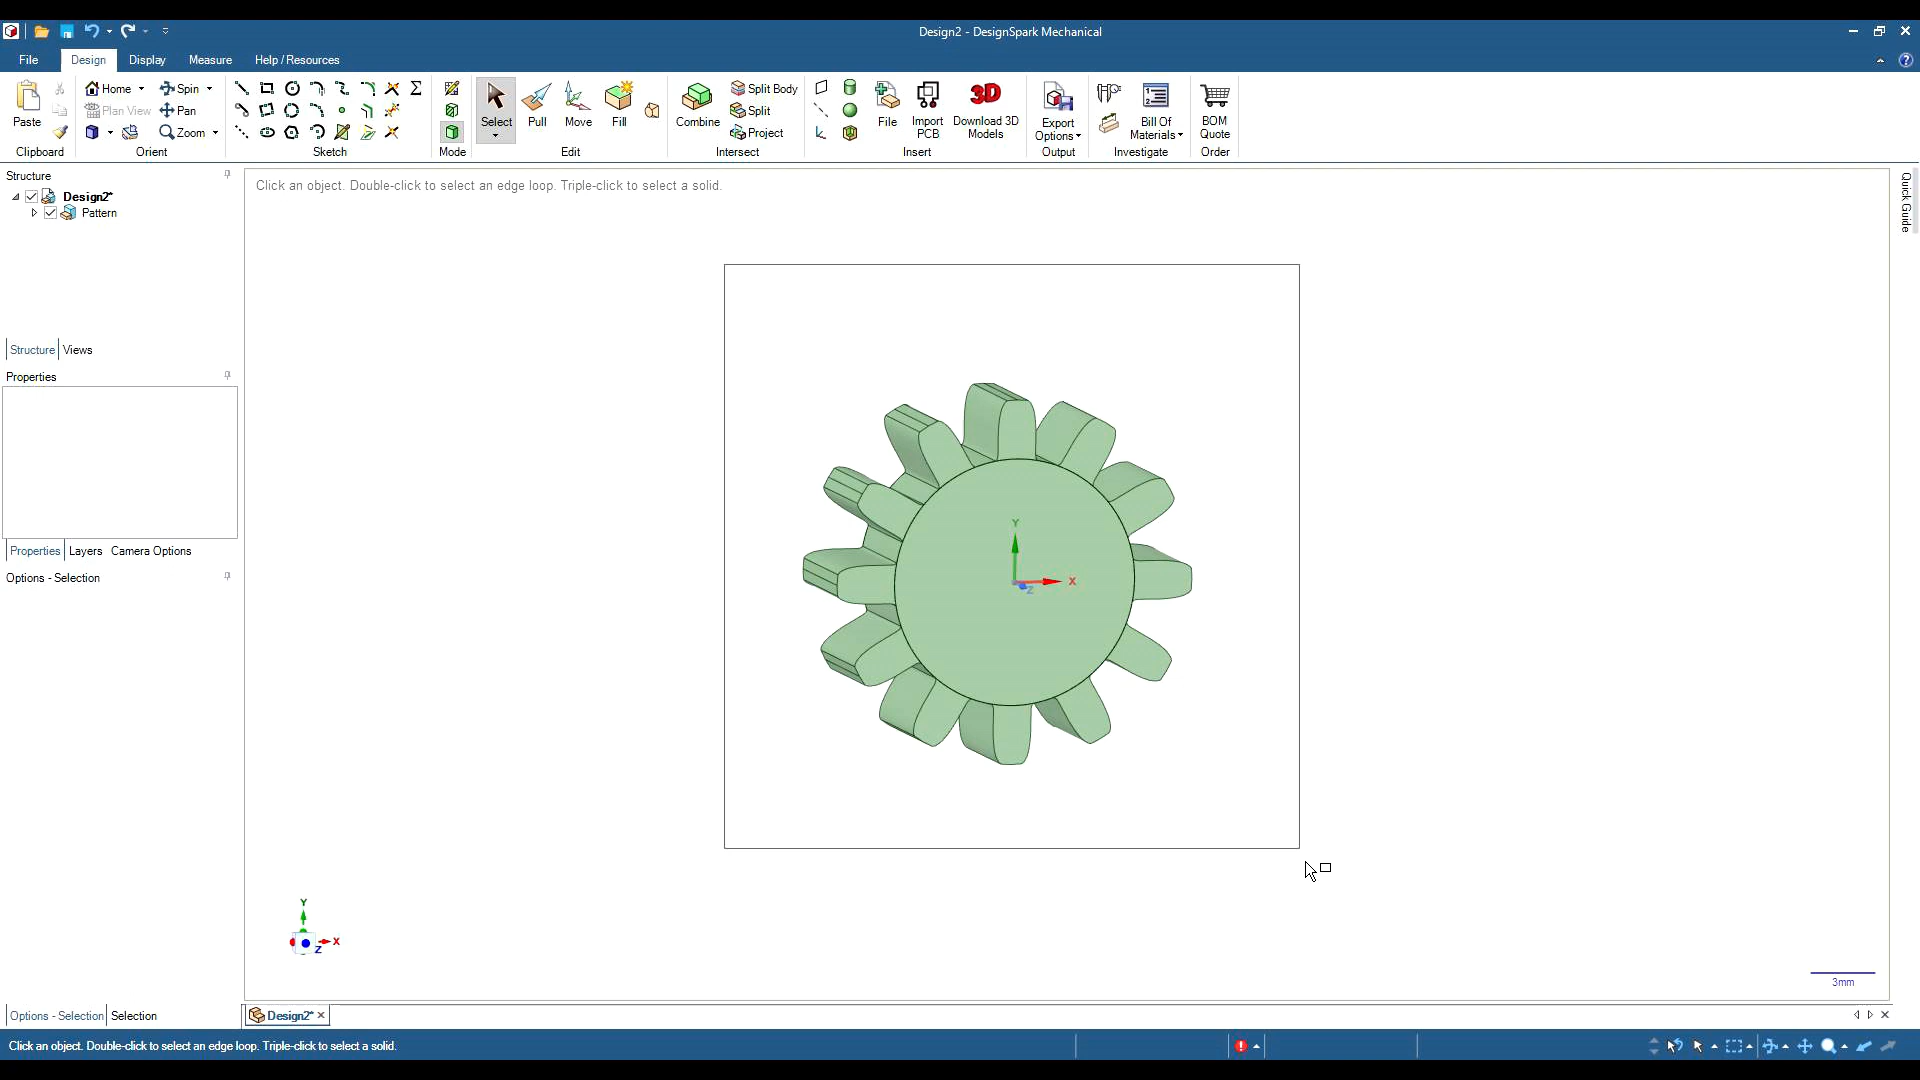 Design2 - DesignSpark Mechanical
File Design Display Measure Help / Resources
Paste
Home Spin
Plan View Pan
Zoom
Select Pull Move Fill
Combine
Split Body
Split
Project
File
Import PCB
Download 3D Models
Export Options
Bill Of Materials
BOM Quote
Clipboard Orient Sketch Mode Edit Intersect Insert Output Investigate Order
Structure
Design2*
Pattern
Structure Views
Properties
Properties Layers Camera Options
Options - Selection
Click an object. Double-click to select an edge loop. Triple-click to select a solid.
Quick Guide
Y
X
Z
Y
X
Z
3mm
Options - Selection Selection
Design2*
Click an object. Double-click to select an edge loop. Triple-click to select a solid.